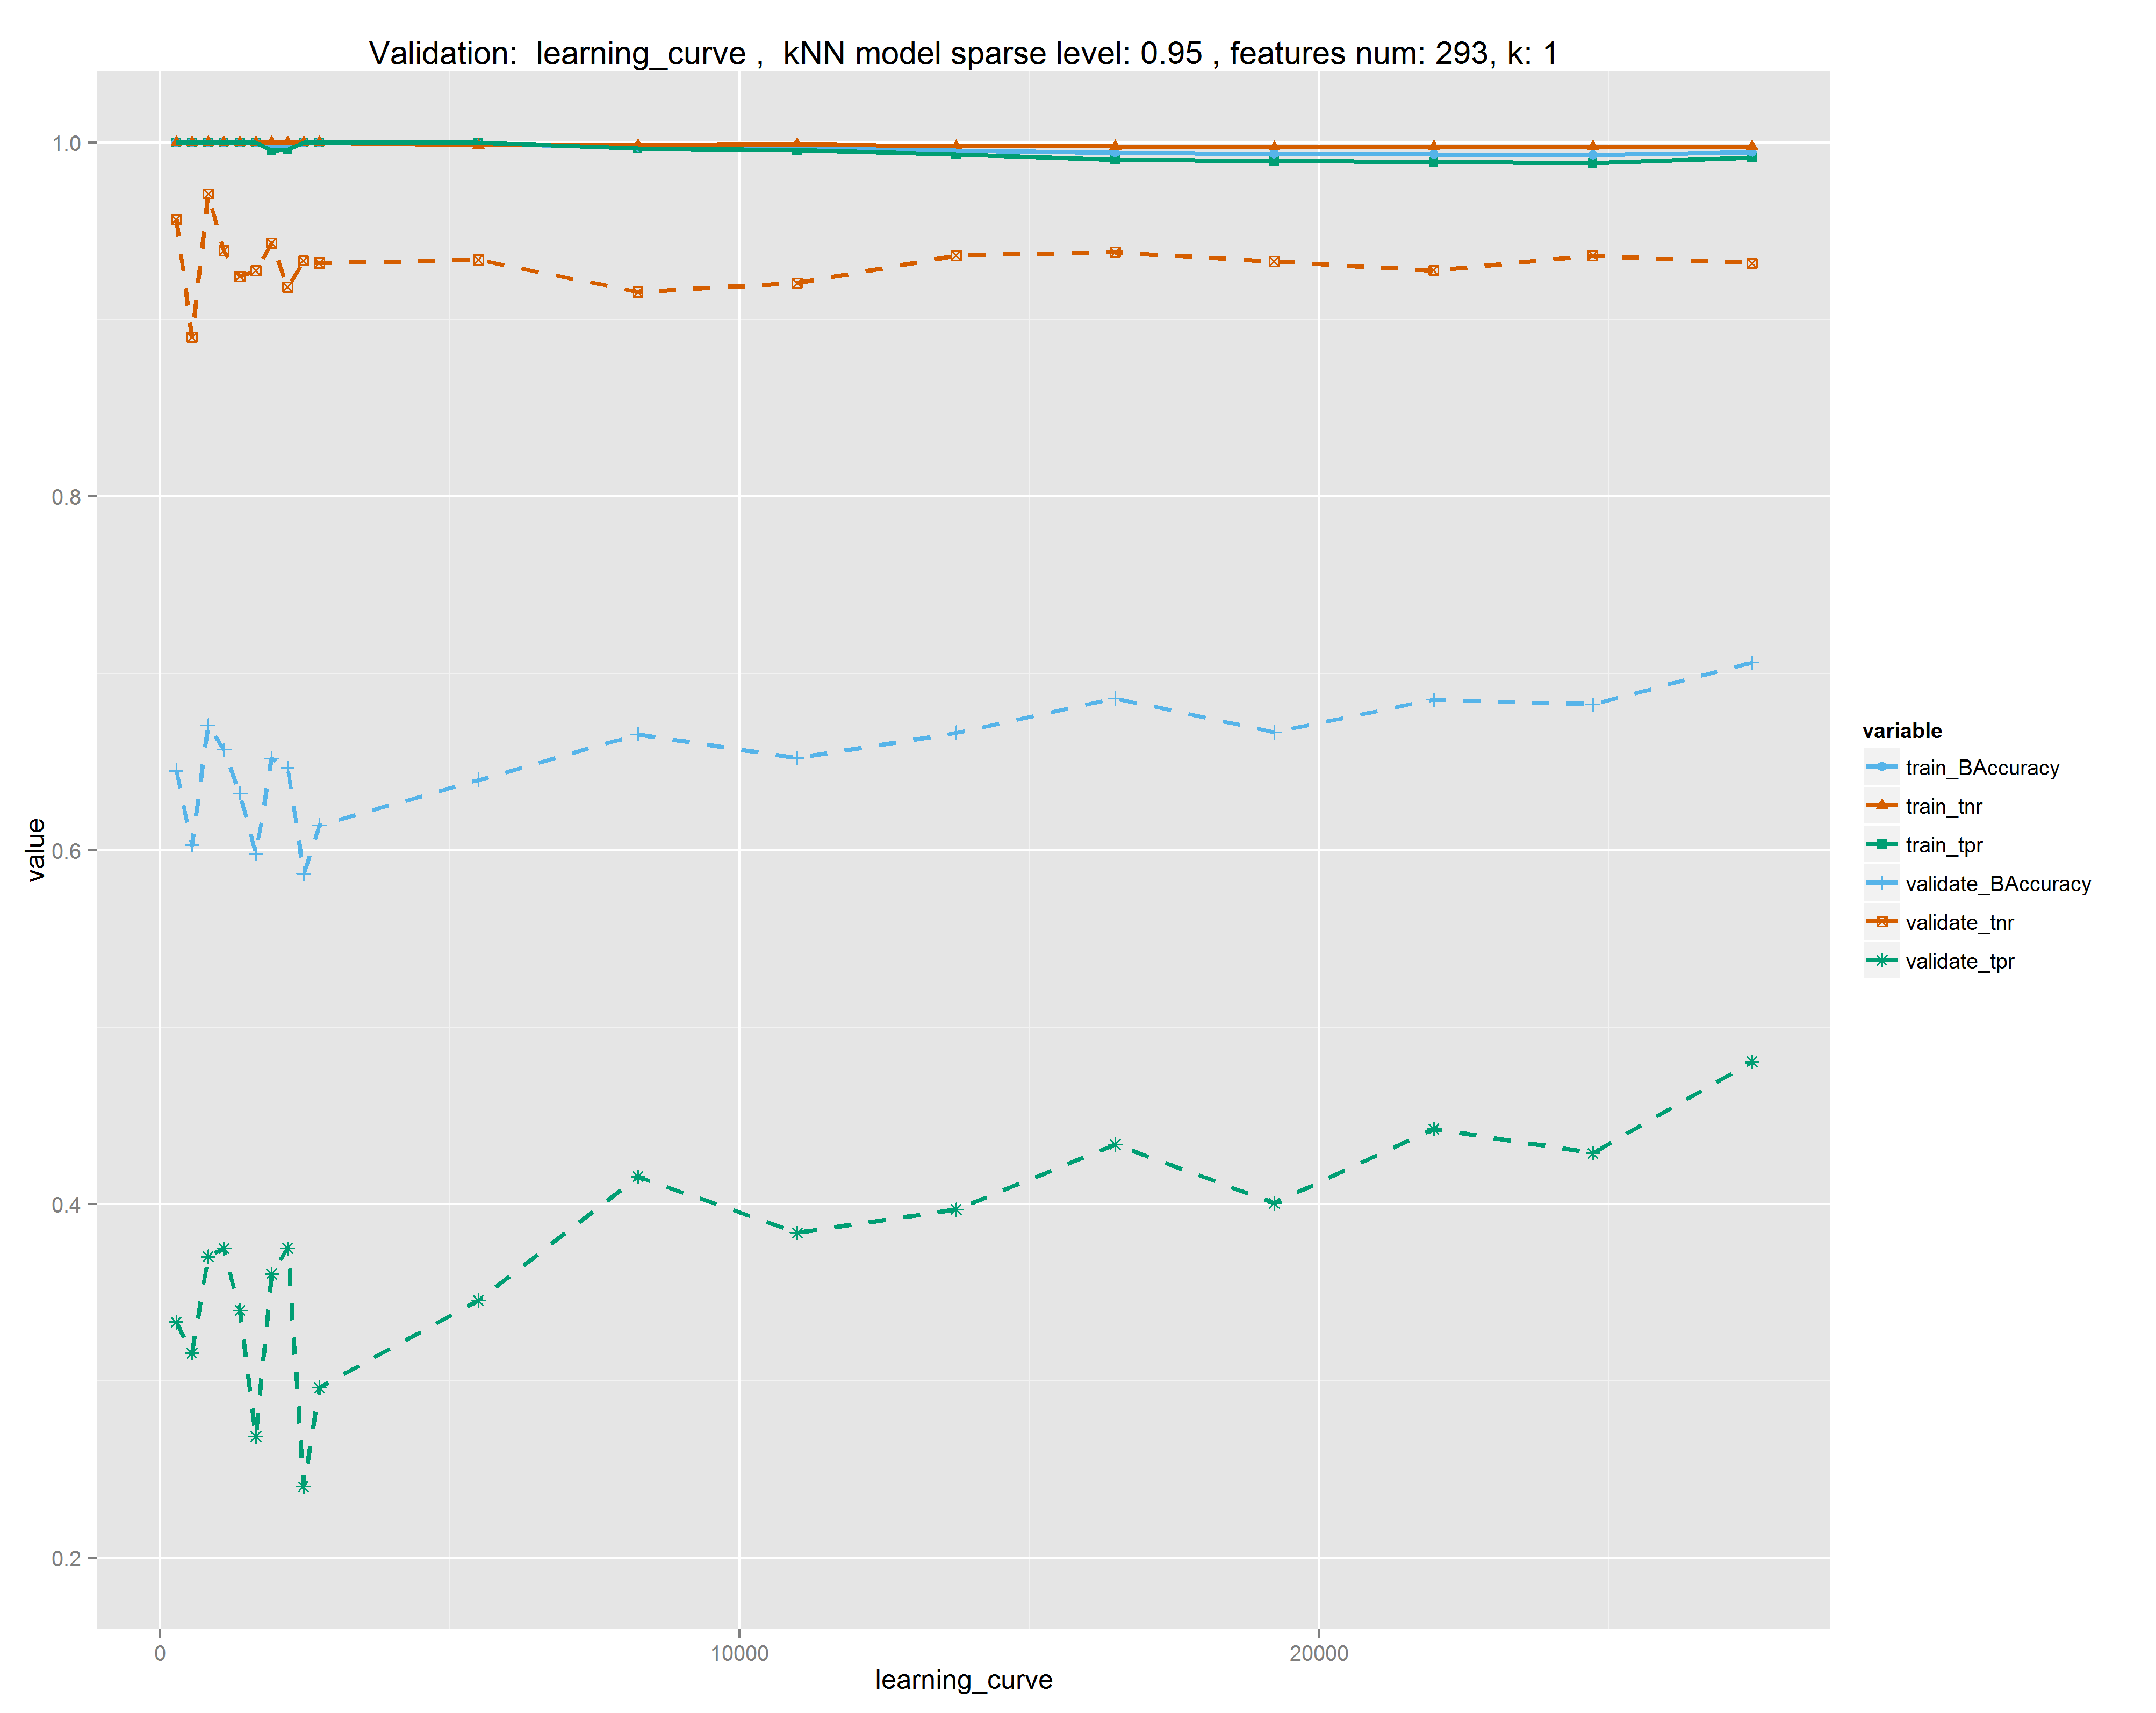 Validation:  learning_curve ,  kNN model sparse level: 0.95 , features num: 293, k: 1
1.0
0.8
0.6
0.4
0.2
value
0
10000
20000
learning_curve
variable
train_BAccuracy
train_tnr
train_tpr
validate_BAccuracy
validate_tnr
validate_tpr